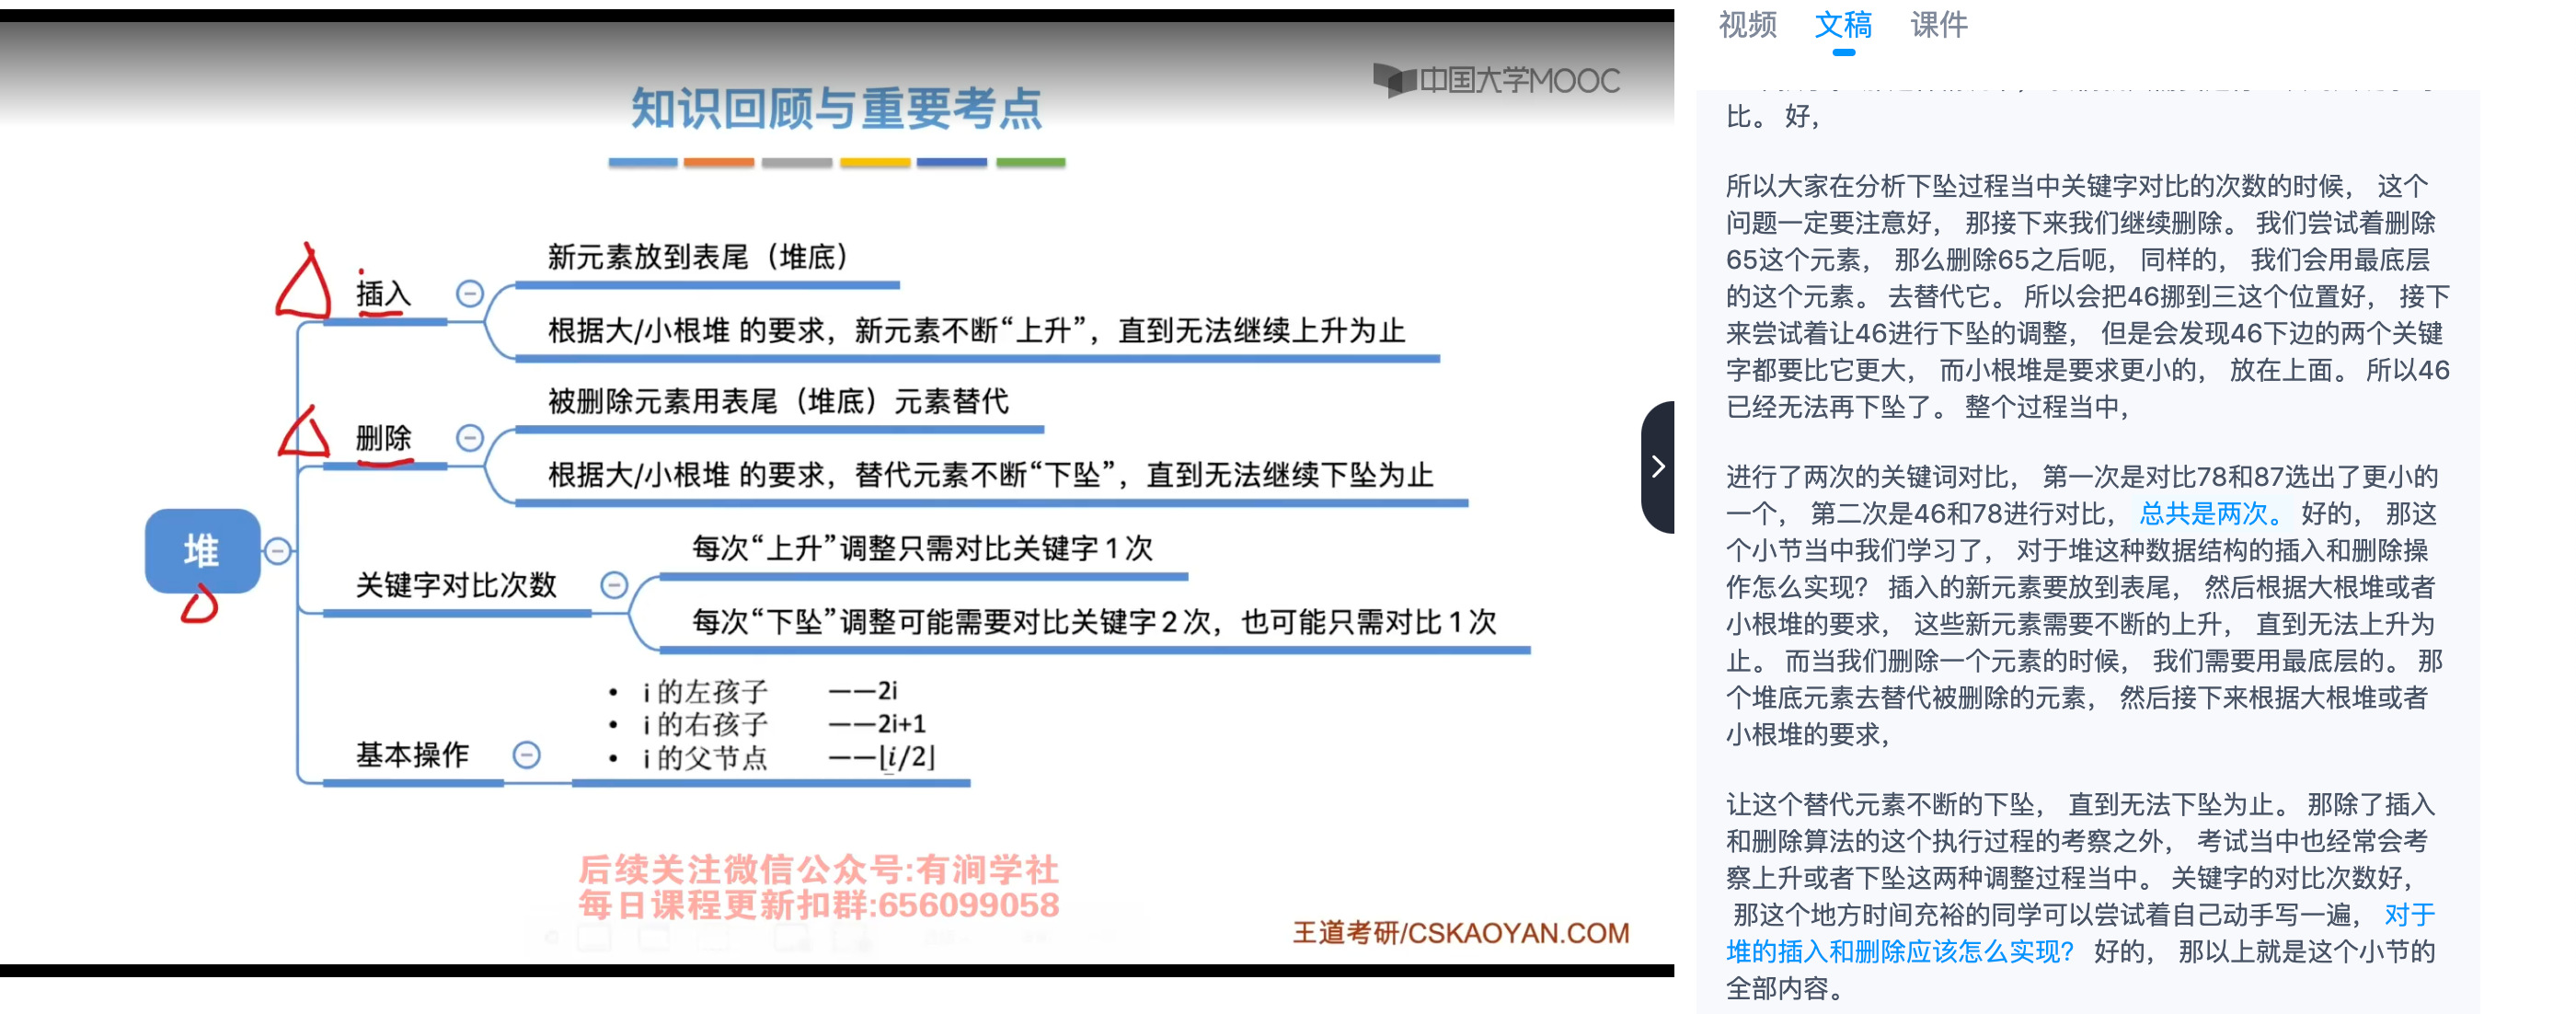 中国大学MOOC
知识回顾与重要考点
插入
新元素放到表尾（堆底）
根据大/小根堆 的要求，新元素不断“上升”，直到无法继续上升为止
删除
被删除元素用表尾（堆底）元素替代
根据大/小根堆 的要求，替代元素不断“下坠”，直到无法继续下坠为止
堆
关键字对比次数
每次“上升”调整只需对比关键字1次
每次“下坠”调整可能需要对比关键字2次，也可能只需对比1次
基本操作
• i 的左孩子 ——2i
• i 的右孩子 ——2i+1
• i 的父节点 ——⌊i/2⌋
后续关注微信公众号:有涧学社
每日课程更新扣群:656099058
王道考研/CSKAOYAN.COM
视频 文稿 课件
比。 好，
所以大家在分析下坠过程当中关键字对比的次数的时候， 这个
问题一定要注意好， 那接下来我们继续删除。 我们尝试着删除
65这个元素， 那么删除65之后呃， 同样的， 我们会用最底层
的这个元素。 去替代它。 所以会把46挪到三这个位置好， 接下
来尝试着让46进行下坠的调整， 但是会发现46下边的两个关键
字都要比它更大， 而小根堆是要求更小的， 放在上面。 所以46
已经无法再下坠了。 整个过程当中，
进行了两次的关键词对比， 第一次是对比78和87选出了更小的
一个， 第二次是46和78进行对比， 总共是两次。 好的， 那这
个小节当中我们学习了， 对于堆这种数据结构的插入和删除操
作怎么实现？ 插入的新元素要放到表尾， 然后根据大根堆或者
小根堆的要求， 这些新元素需要不断的上升， 直到无法上升为
止。 而当我们删除一个元素的时候， 我们需要用最底层的。 那
个堆底元素去替代被删除的元素， 然后接下来根据大根堆或者
小根堆的要求，
让这个替代元素不断的下坠， 直到无法下坠为止。 那除了插入
和删除算法的这个执行过程的考察之外， 考试当中也经常会考
察上升或者下坠这两种调整过程当中。 关键字的对比次数好，
那这个地方时间充裕的同学可以尝试着自己动手写一遍， 对于
堆的插入和删除应该怎么实现？ 好的， 那以上就是这个小节的
全部内容。